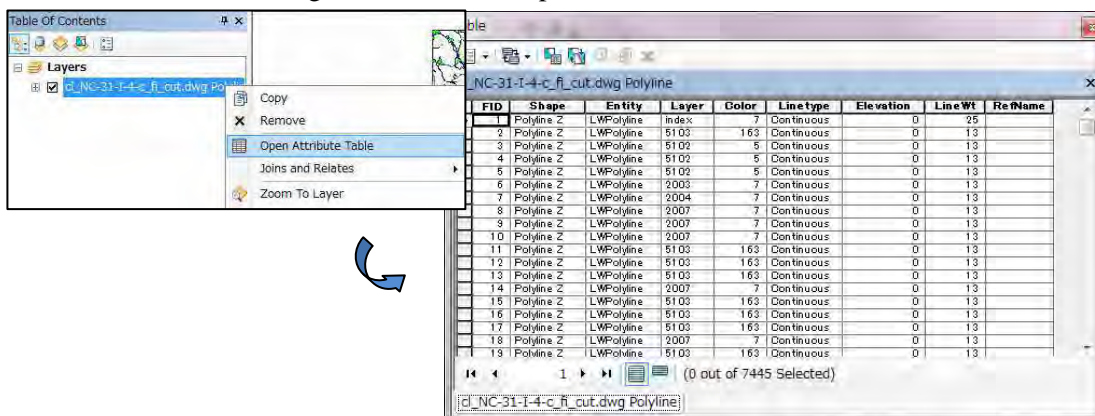 Table Of Contents
Layers
cl_NC-31-I-4-c_fi_cut.dwg Pol
Copy
Remove
Open Attribute Table
Joins and Relates
Zoom To Layer
ble
_NC-31-I-4-c_fi_cut.dwg Polyline
FID Shape Entity Layer Color Linetype Elevation LineWt RefName
1 Polyline Z LWPolyline index 7 Continuous 0 25
2 Polyline Z LWPolyline 5103 163 Continuous 0 13
3 Polyline Z LWPolyline 5102 5 Continuous 0 13
4 Polyline Z LWPolyline 5102 5 Continuous 0 13
5 Polyline Z LWPolyline 5102 5 Continuous 0 13
6 Polyline Z LWPolyline 2003 7 Continuous 0 13
7 Polyline Z LWPolyline 2004 7 Continuous 0 13
8 Polyline Z LWPolyline 2007 7 Continuous 0 13
9 Polyline Z LWPolyline 2007 7 Continuous 0 13
10 Polyline Z LWPolyline 2007 7 Continuous 0 13
11 Polyline Z LWPolyline 5103 163 Continuous 0 13
12 Polyline Z LWPolyline 5103 163 Continuous 0 13
13 Polyline Z LWPolyline 5103 163 Continuous 0 13
14 Polyline Z LWPolyline 2007 7 Continuous 0 13
15 Polyline Z LWPolyline 5103 163 Continuous 0 13
16 Polyline Z LWPolyline 5103 163 Continuous 0 13
17 Polyline Z LWPolyline 5103 163 Continuous 0 13
18 Polyline Z LWPolyline 2007 7 Continuous 0 13
19 Polyline Z LWPolyline 5103 163 Continuous 0 13
1 (0 out of 7445 Selected)
cl_NC-31-I-4-c_fi_cut.dwg Polyline